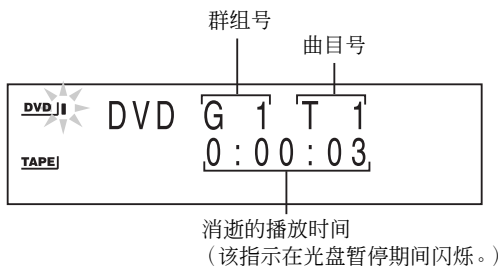 群组号
曲目号
DVD DVD G 1 T 1
TAPE 0:00:03
消逝的播放时间
（该指示在光盘暂停期间闪烁。）